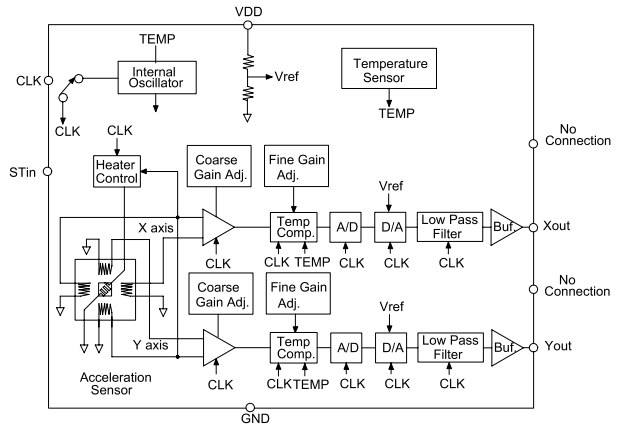 VDD
TEMP
Internal
Oscillator
CLK
CLK
Vref
Temperature
Sensor
TEMP
No
Connection
STin
CLK
Heater
Control
Coarse
Gain Adj.
Fine Gain
Adj.
Vref
X axis
Temp
Comp.
A/D
D/A
Low Pass
Filter
Buf.
Xout
CLK
CLK
TEMP
CLK
CLK
CLK
Coarse
Gain Adj.
Fine Gain
Adj.
No
Connection
Vref
Y axis
Temp
Comp.
A/D
D/A
Low Pass
Filter
Buf.
Yout
CLK
CLK
TEMP
CLK
CLK
CLK
Acceleration
Sensor
GND